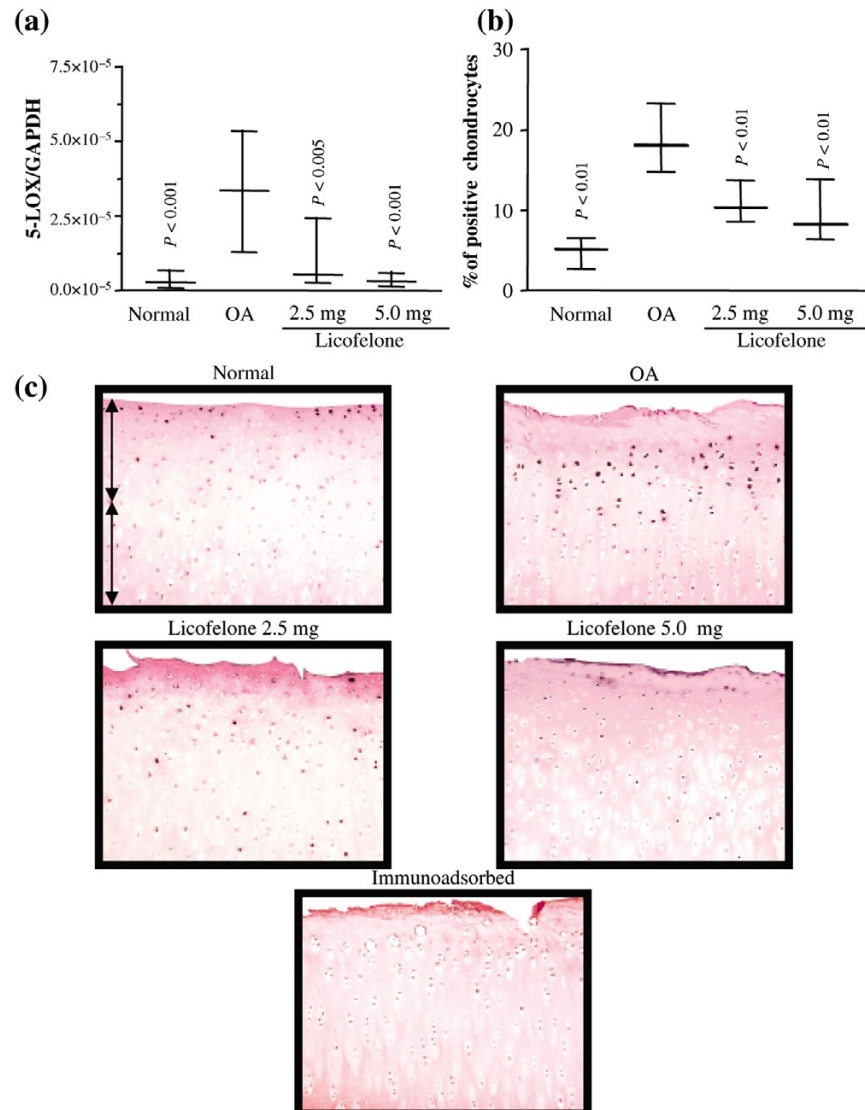 (a)
5-LOX/GAPDH
7.5×10⁻⁵
5.0×10⁻⁵
2.5×10⁻⁵
0.0×10⁻⁵
P < 0.001
P < 0.005
P < 0.001
Normal OA 2.5 mg 5.0 mg
Licofelone
(b)
% of positive chondrocytes
30
20
10
0
P < 0.01
P < 0.01
P < 0.01
Normal OA 2.5 mg 5.0 mg
Licofelone
(c)
Normal
OA
Licofelone 2.5 mg
Licofelone 5.0 mg
Immunoadsorbed